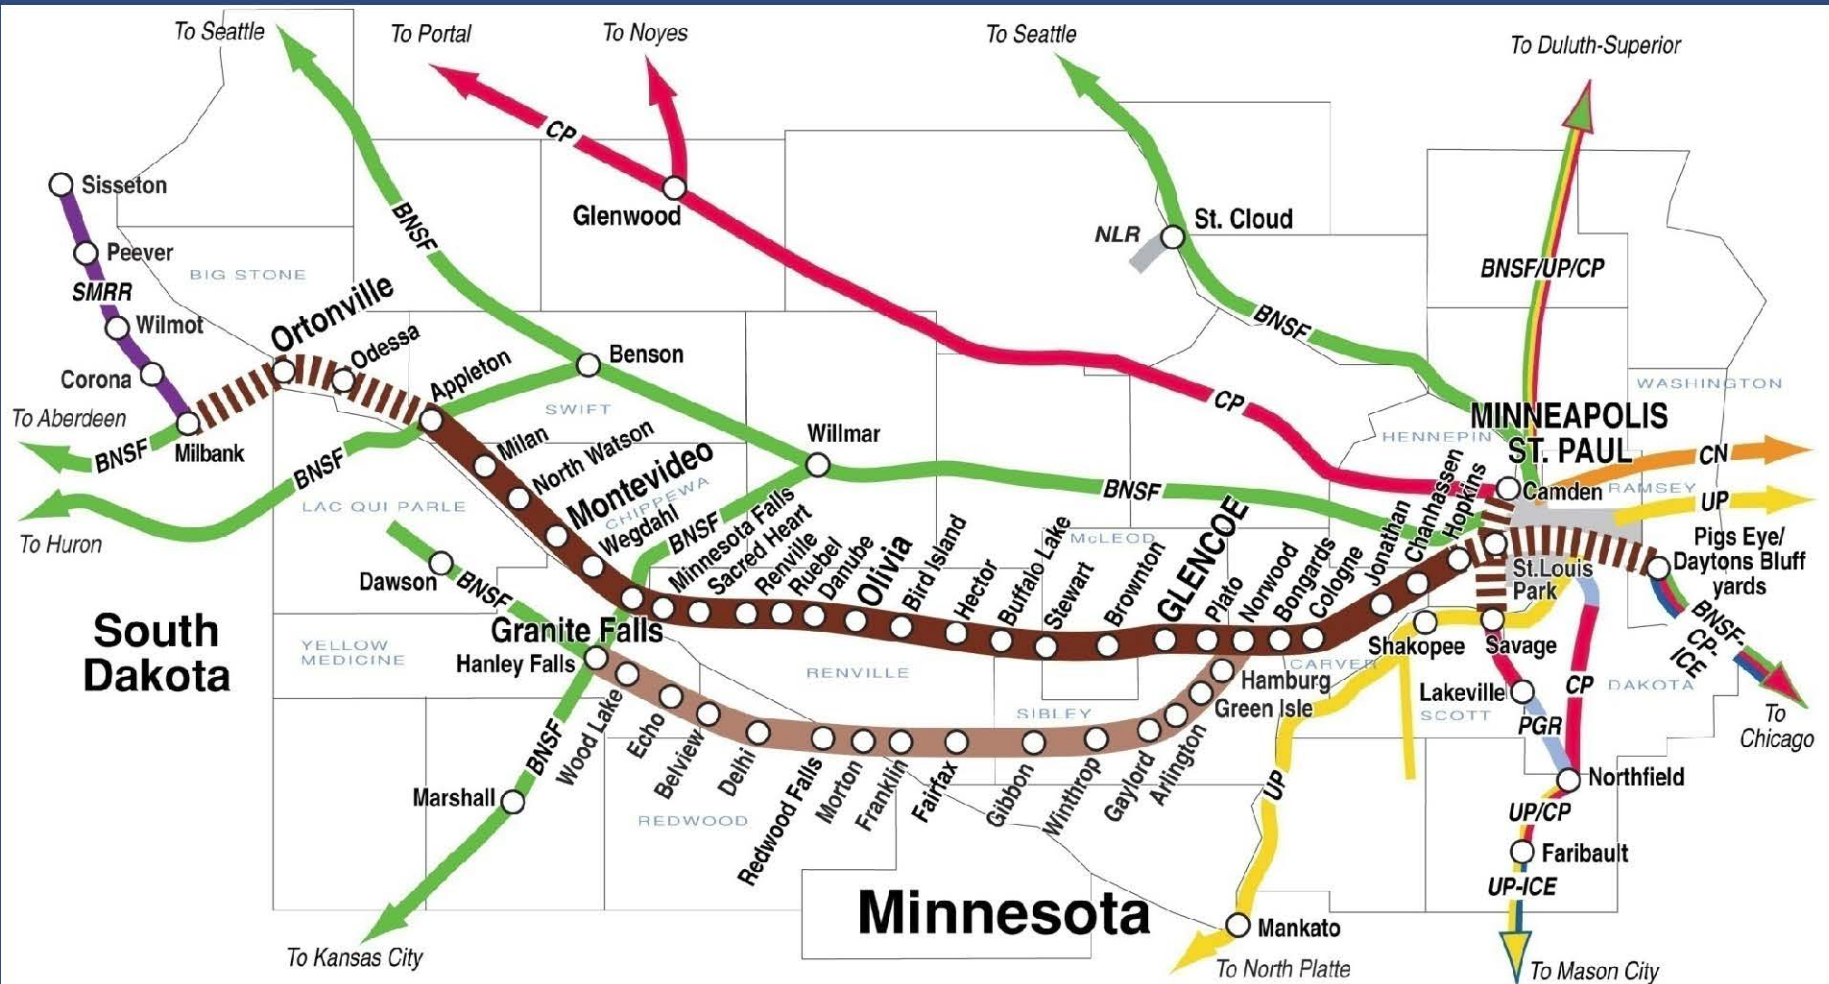 To Seattle
To Portal
To Noyes
To Seattle
To Duluth-Superior
CP
Sisseton
Glenwood
St. Cloud
NLR
BNSF
Peever
BIG STONE
BNSF/UP/CP
SMRR
Ortonville
Wilmot
Odessa
BNSF
Benson
Corona
Appleton
WASHINGTON
To Aberdeen
SWIFT
CP
MINNEAPOLIS
ST. PAUL
HENNEPIN
BNSF
Milbank
Milan
North Watson
Willmar
CN
BNSF
Montevideo
CHIPPEWA
BNSF
Camden
RAMSEY
UP
LAC QUI PARLE
Wegdahl
BNSF
To Huron
McLEOD
Pigs Eye/
Daytons Bluff
yards
Dawson
BNSF
Minnesota Falls
Sacred Heart
Renville
Ruebel
Danube
Olivia
Bird Island
Hector
Buffalo Lake
Stewart
Brownton
GLENCOE
Plato
Norwood
Bongards
Cologne
Jonathan
Chanhassen
Hopkins
St.Louis
Park
BNSF-
CP-
ICE
South
Dakota
Granite Falls
Hanley Falls
YELLOW
MEDICINE
RENVILLE
CARVER
Shakopee
Savage
Hamburg
Green Isle
Lakeville
SCOTT
CP
DAKOTA
SIBLEY
PGR
To
Chicago
BNSF
Wood Lake
Echo
Belview
Delhi
Redwood Falls
Morton
Franklin
Fairfax
Gibbon
Winthrop
Gaylord
Arlington
Marshall
UP
Northfield
REDWOOD
UP/CP
Faribault
UP-ICE
Minnesota
Mankato
To Kansas City
To North Platte
To Mason City